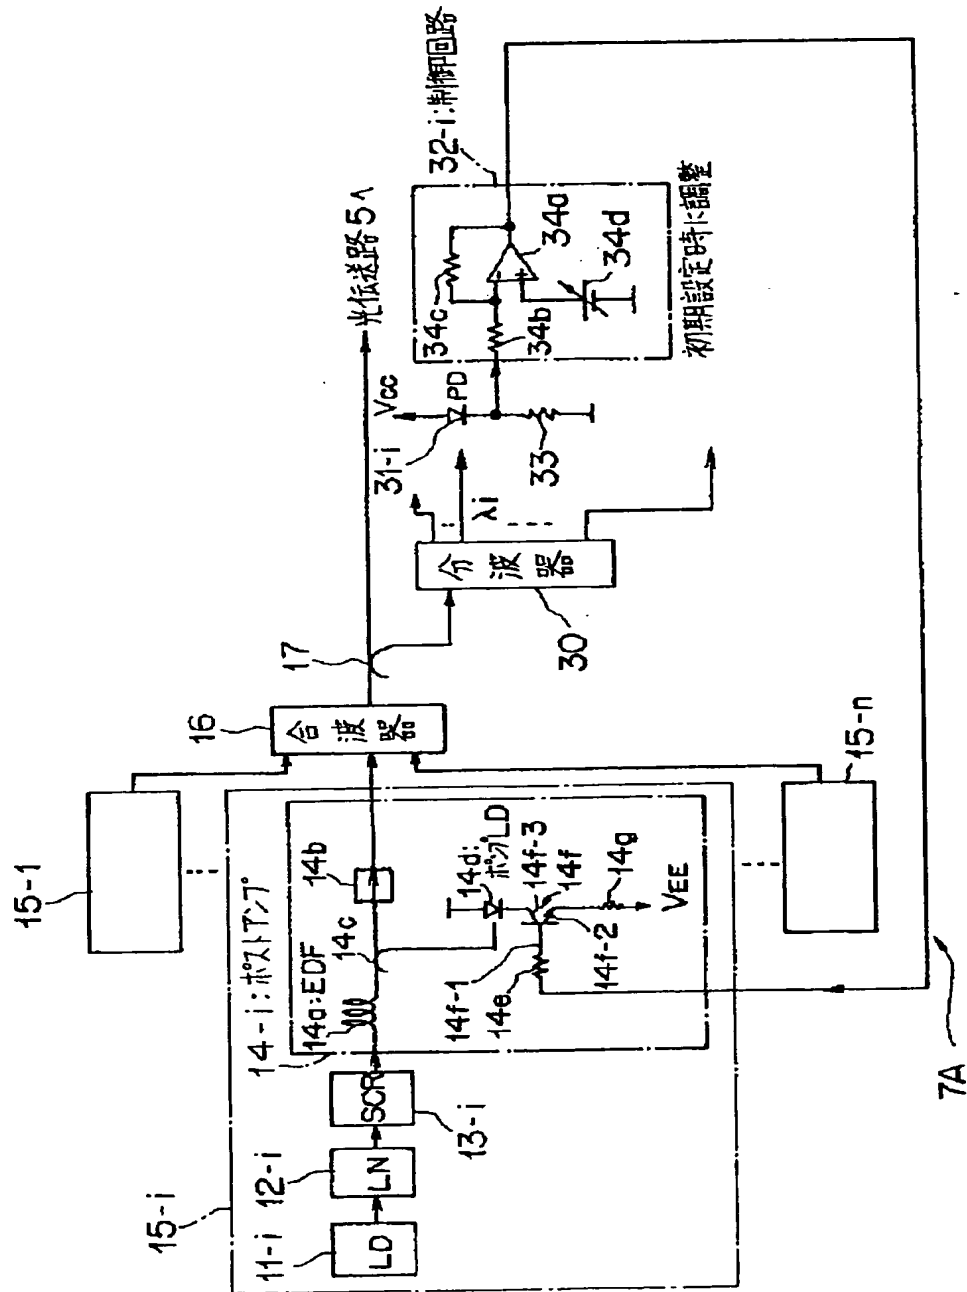 15-i
11-i
LD
12-i
LN
13-i
SCR
14-i:ポストアンプ
14a:EDF
14c
14b
14d:ポンプLD
14f-1
14e
14f-3
14f
14f-2
14g
VEE
15-1
15-n
16
合波器
17
光伝送路5へ
30
分波器
λi
31-i
VCC
PD
33
32-i:制御回路
34c
34b
34a
34d
初期設定時に調整
7A